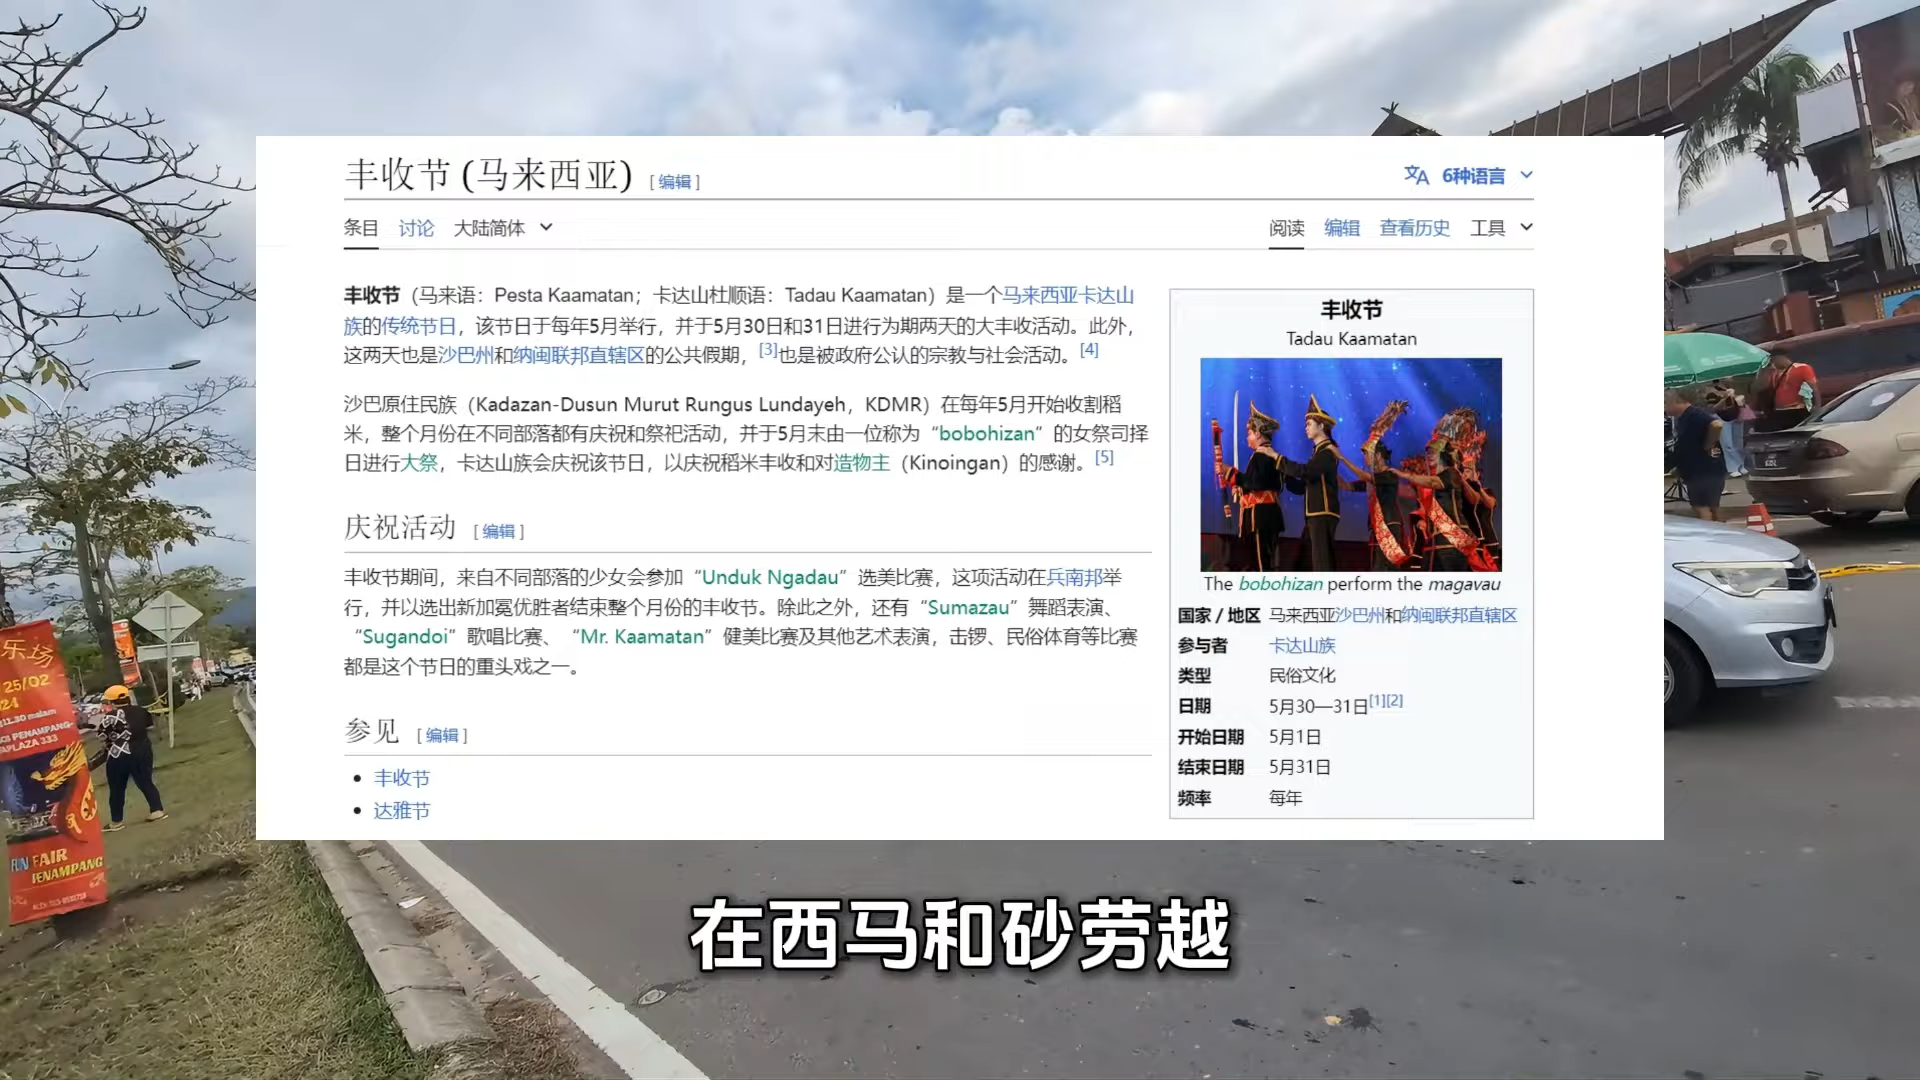 丰收节 (马来西亚) [编辑]
6种语言
条目 讨论 大陆简体
阅读 编辑 查看历史 工具
丰收节（马来语：Pesta Kaamatan；卡达山杜顺语：Tadau Kaamatan）是一个马来西亚卡达山
族的传统节日，该节日于每年5月举行，并于5月30日和31日进行为期两天的大丰收活动。此外，
这两天也是沙巴州和纳闽联邦直辖区的公共假期，[3]也是被政府公认的宗教与社会活动。[4]
沙巴原住民族（Kadazan-Dusun Murut Rungus Lundayeh，KDMR）在每年5月开始收割稻
米，整个月份在不同部落都有庆祝和祭祀活动，并于5月末由一位称为“bobohizan”的女祭司择
日进行大祭，卡达山族会庆祝该节日，以庆祝稻米丰收和对造物主（Kinoingan）的感谢。[5]
庆祝活动 [编辑]
丰收节期间，来自不同部落的少女会参加“Unduk Ngadau”选美比赛，这项活动在兵南邦举
行，并以选出新加冕优胜者结束整个月份的丰收节。除此之外，还有“Sumazau”舞蹈表演、
“Sugandoi”歌唱比赛、“Mr. Kaamatan”健美比赛及其他艺术表演，击锣、民俗体育等比赛
都是这个节日的重头戏之一。
参见 [编辑]
丰收节
达雅节
丰收节
Tadau Kaamatan
The bobohizan perform the magavau
国家 / 地区 马来西亚沙巴州和纳闽联邦直辖区
参与者 卡达山族
类型 民俗文化
日期 5月30—31日[1][2]
开始日期 5月1日
结束日期 5月31日
频率 每年
乐场
25/02
24
11.30 malam
PENAMPANG
PLAZA 333
FAIR
PENAMPANG
在西马和砂劳越